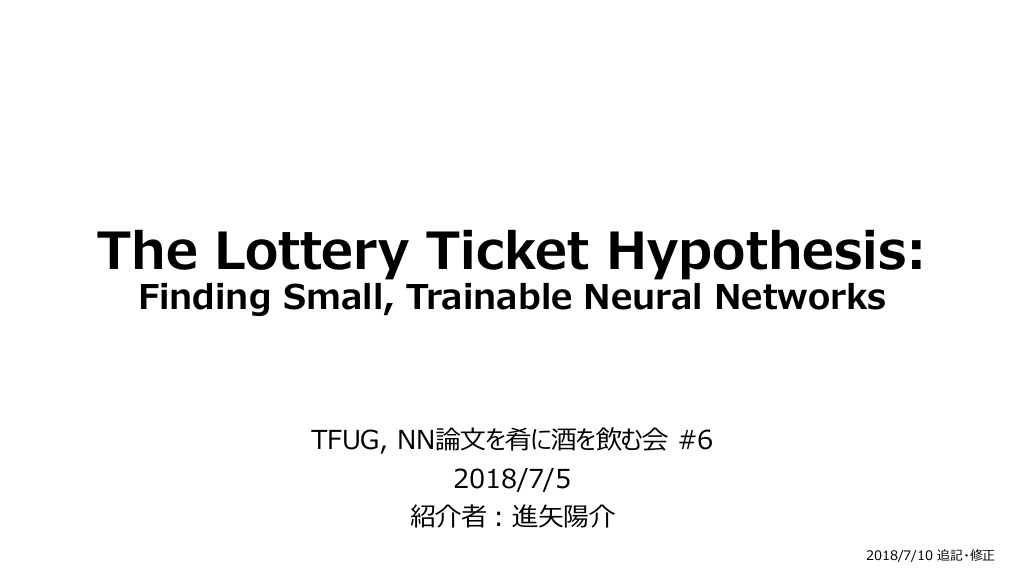 The Lottery Ticket Hypothesis:
Finding Small, Trainable Neural Networks
TFUG, NN論文を肴に酒を飲む会 #6
2018/7/5
紹介者：進矢陽介
2018/7/10 追記・修正